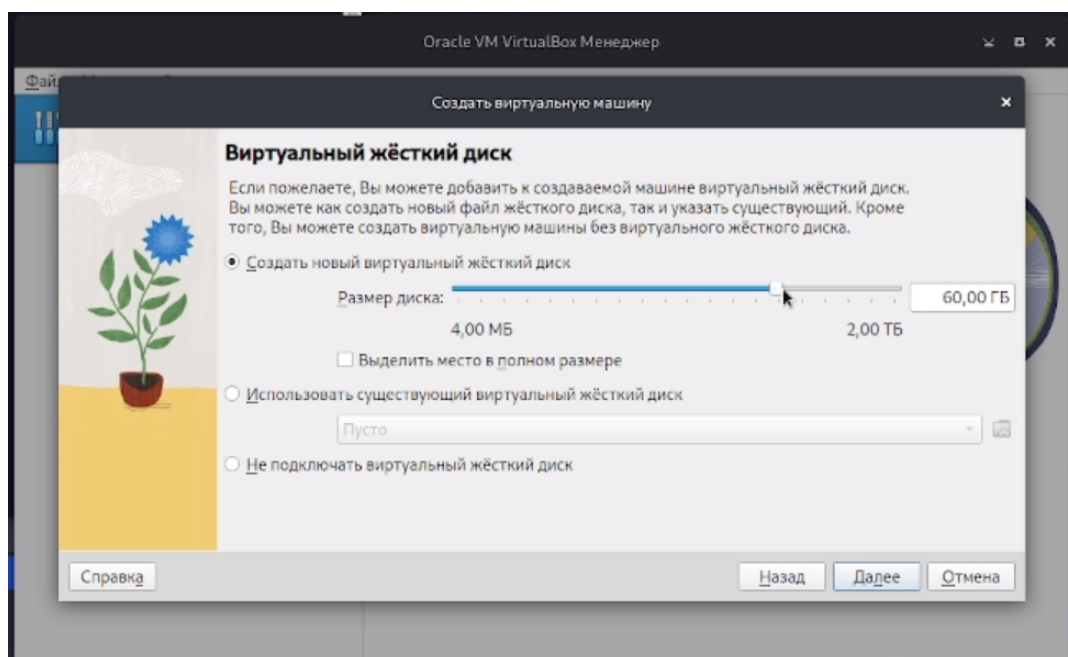 Oracle VM VirtualBox Менеджер
Фай
Создать виртуальную машину
Виртуальный жёсткий диск
Если пожелаете, Вы можете добавить к создаваемой машине виртуальный жёсткий диск.
Вы можете как создать новый файл жёсткого диска, так и указать существующий. Кроме
того, Вы можете создать виртуальную машины без виртуального жёсткого диска.
Создать новый виртуальный жёсткий диск
Размер диска: 60,00 ГБ
4,00 МБ 2,00 ТБ
Выделить место в полном размере
Использовать существующий виртуальный жёсткий диск
Пусто
Не подключать виртуальный жёсткий диск
Справка Назад Далее Отмена